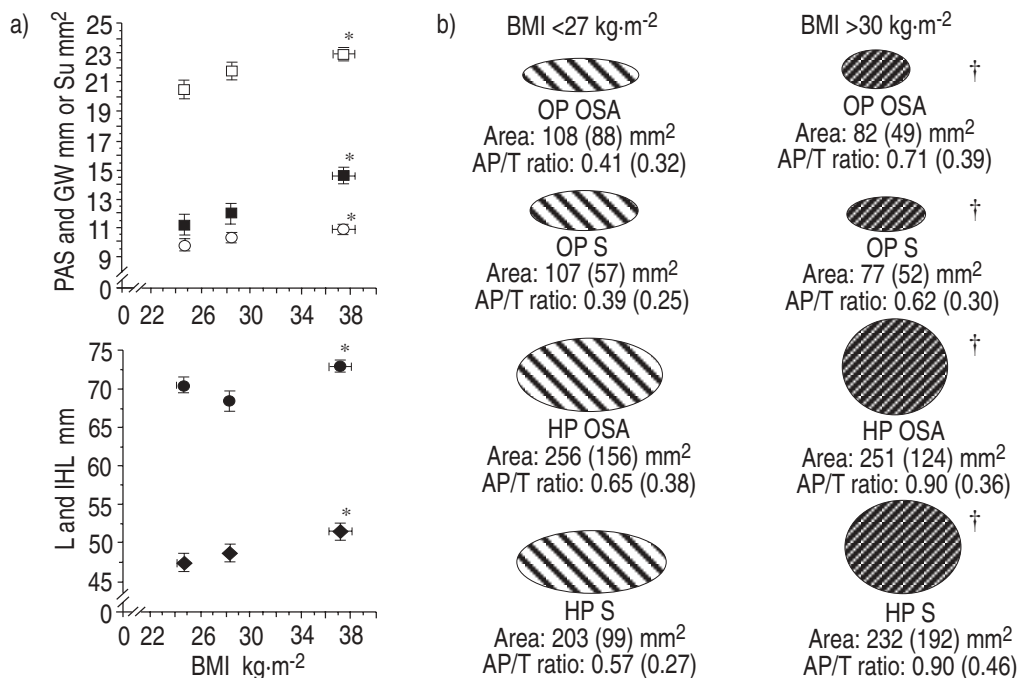 a)
PAS and GW mm or Su mm²
25
23
21
19
17
15
13
11
9
0
*
*
*
0 22 26 30 34 38
L and IHL mm
75
70
65
60
55
50
45
0
*
*
0 22 26 30 34 38
BMI kg·m-2
b)
BMI <27 kg·m-2
OP OSA
Area: 108 (88) mm2
AP/T ratio: 0.41 (0.32)
OP S
Area: 107 (57) mm2
AP/T ratio: 0.39 (0.25)
HP OSA
Area: 256 (156) mm2
AP/T ratio: 0.65 (0.38)
HP S
Area: 203 (99) mm2
AP/T ratio: 0.57 (0.27)
BMI >30 kg·m-2
†
OP OSA
Area: 82 (49) mm2
AP/T ratio: 0.71 (0.39)
†
OP S
Area: 77 (52) mm2
AP/T ratio: 0.62 (0.30)
†
HP OSA
Area: 251 (124) mm2
AP/T ratio: 0.90 (0.36)
†
HP S
Area: 232 (192) mm2
AP/T ratio: 0.90 (0.46)